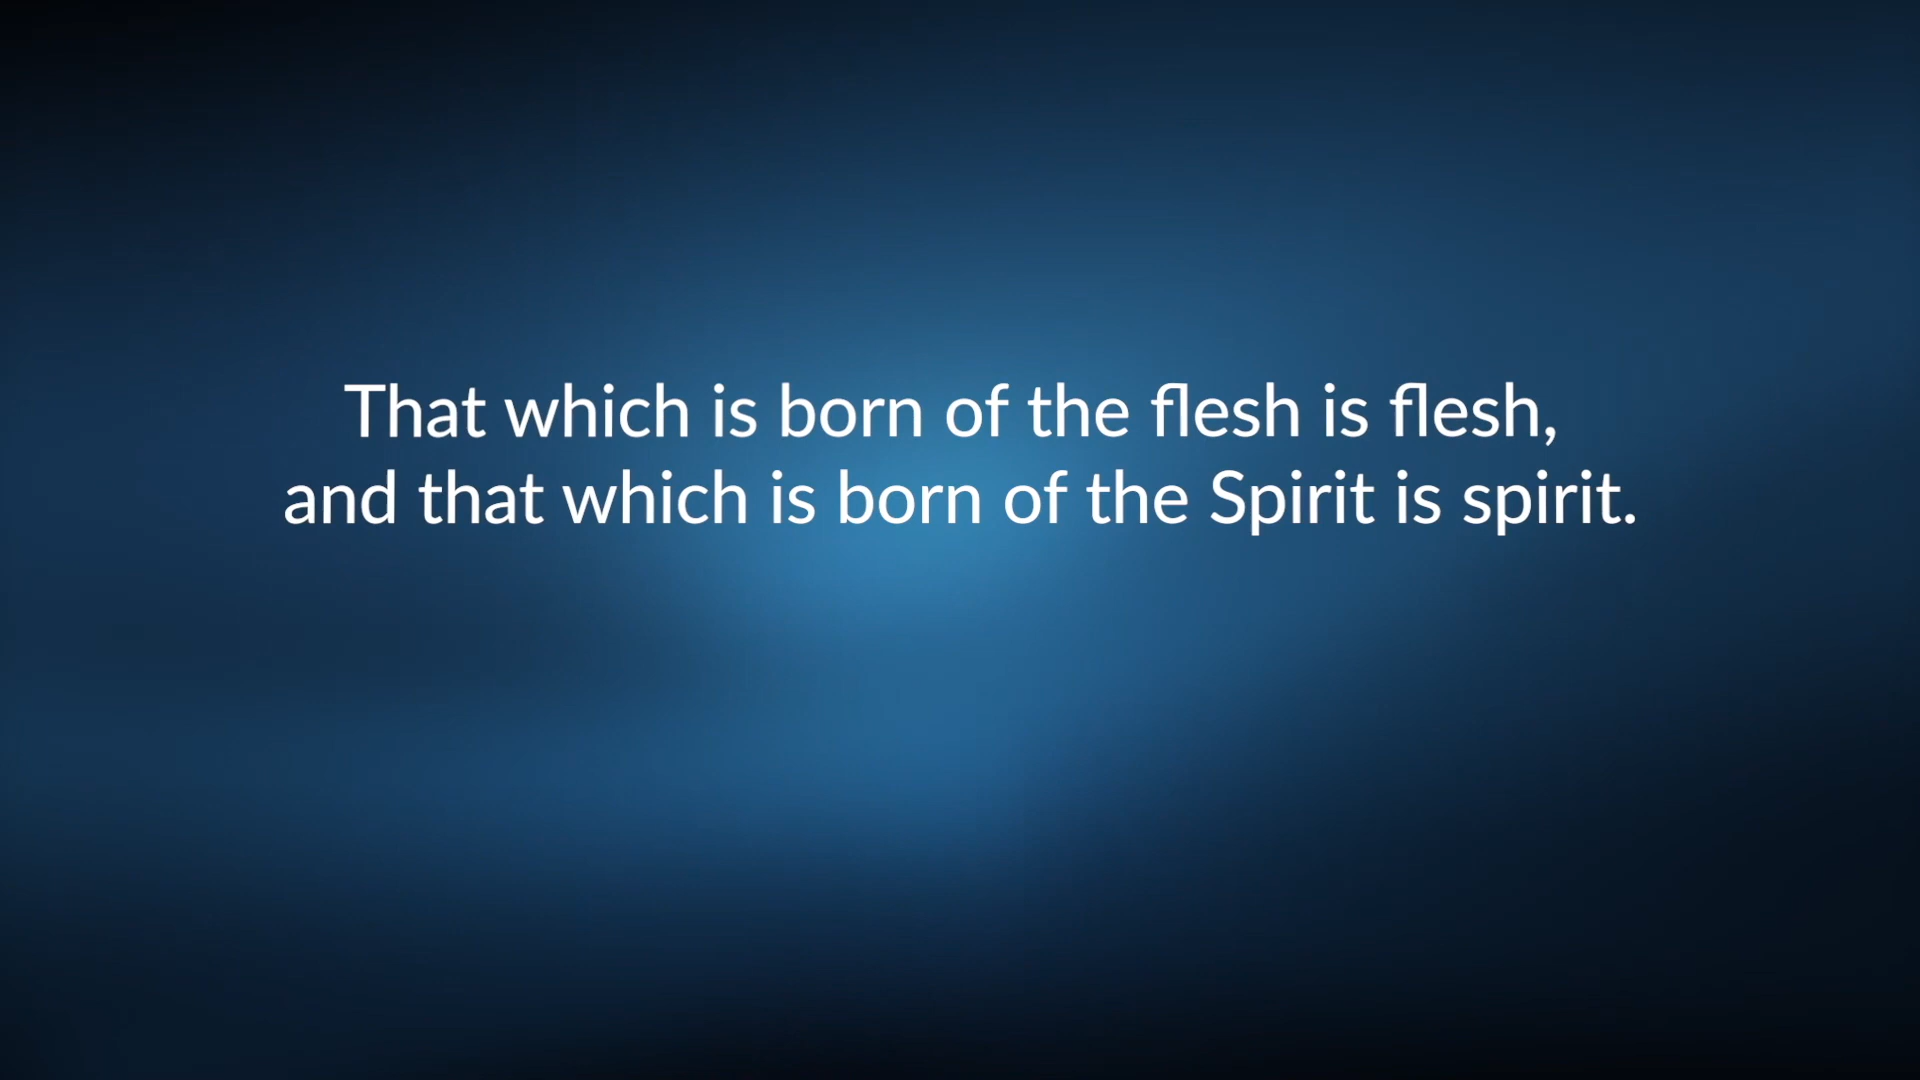 That which is born of the flesh is flesh,
and that which is born of the Spirit is spirit.